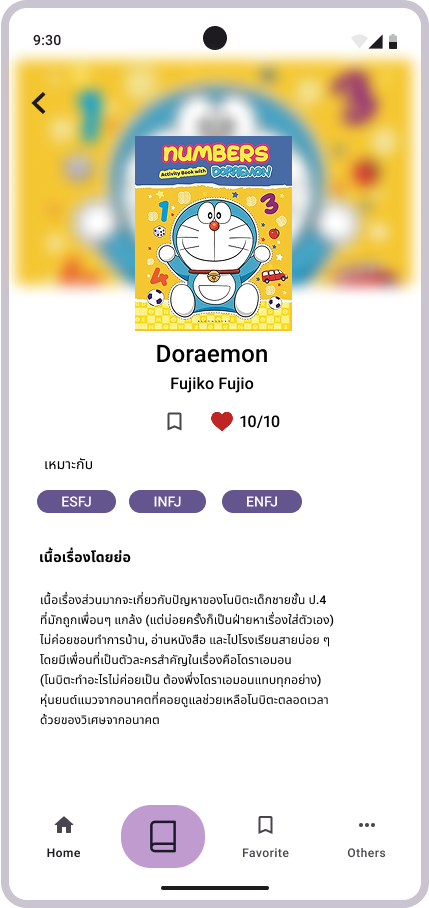 9:30
1
3
NUMBERS
Activity Book with DORAEMON
1
3
4
Doraemon
Fujiko Fujio
10/10
เหมาะกับ
ESFJ INFJ ENFJ
เนื้อเรื่องโดยย่อ
เนื้อเรื่องส่วนมากจะเกี่ยวกับปัญหาของโนบิตะเด็กชายชั้น ป.4
ที่มักถูกเพื่อนๆ แกล้ง (แต่บ่อยครั้งก็เป็นฝ่ายหาเรื่องใส่ตัวเอง)
ไม่ค่อยชอบทำการบ้าน, อ่านหนังสือ และไปโรงเรียนสายบ่อย ๆ
โดยมีเพื่อนที่เป็นตัวละครสำคัญในเรื่องคือโดราเอมอน
(โนบิตะทำอะไรไม่ค่อยเป็น ต้องพึ่งโดราเอมอนแทบทุกอย่าง)
หุ่นยนต์แมวจากอนาคตที่คอยดูแลช่วยเหลือโนบิตะตลอดเวลา
ด้วยของวิเศษจากอนาคต
Home Favorite Others